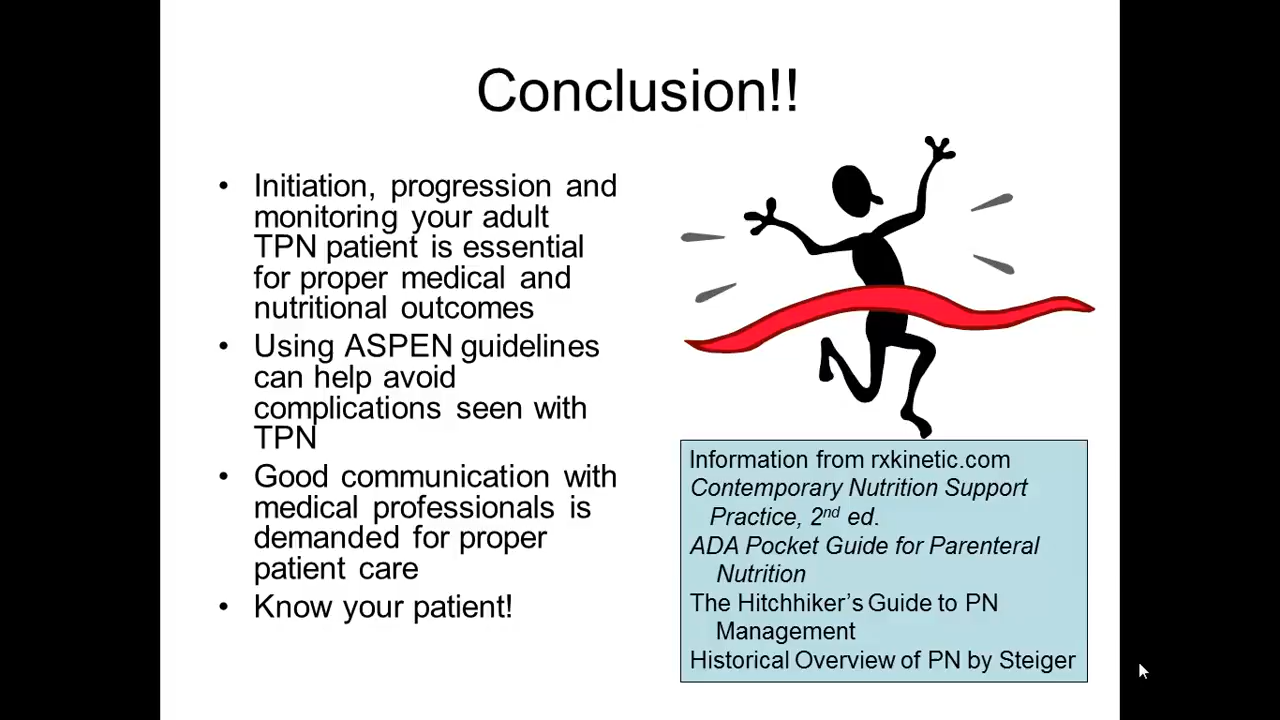 Conclusion!!
• Initiation, progression and
monitoring your adult
TPN patient is essential
for proper medical and
nutritional outcomes
• Using ASPEN guidelines
can help avoid
complications seen with
TPN
• Good communication with
medical professionals is
demanded for proper
patient care
• Know your patient!
Information from rxkinetic.com
Contemporary Nutrition Support
Practice, 2nd ed.
ADA Pocket Guide for Parenteral
Nutrition
The Hitchhiker's Guide to PN
Management
Historical Overview of PN by Steiger